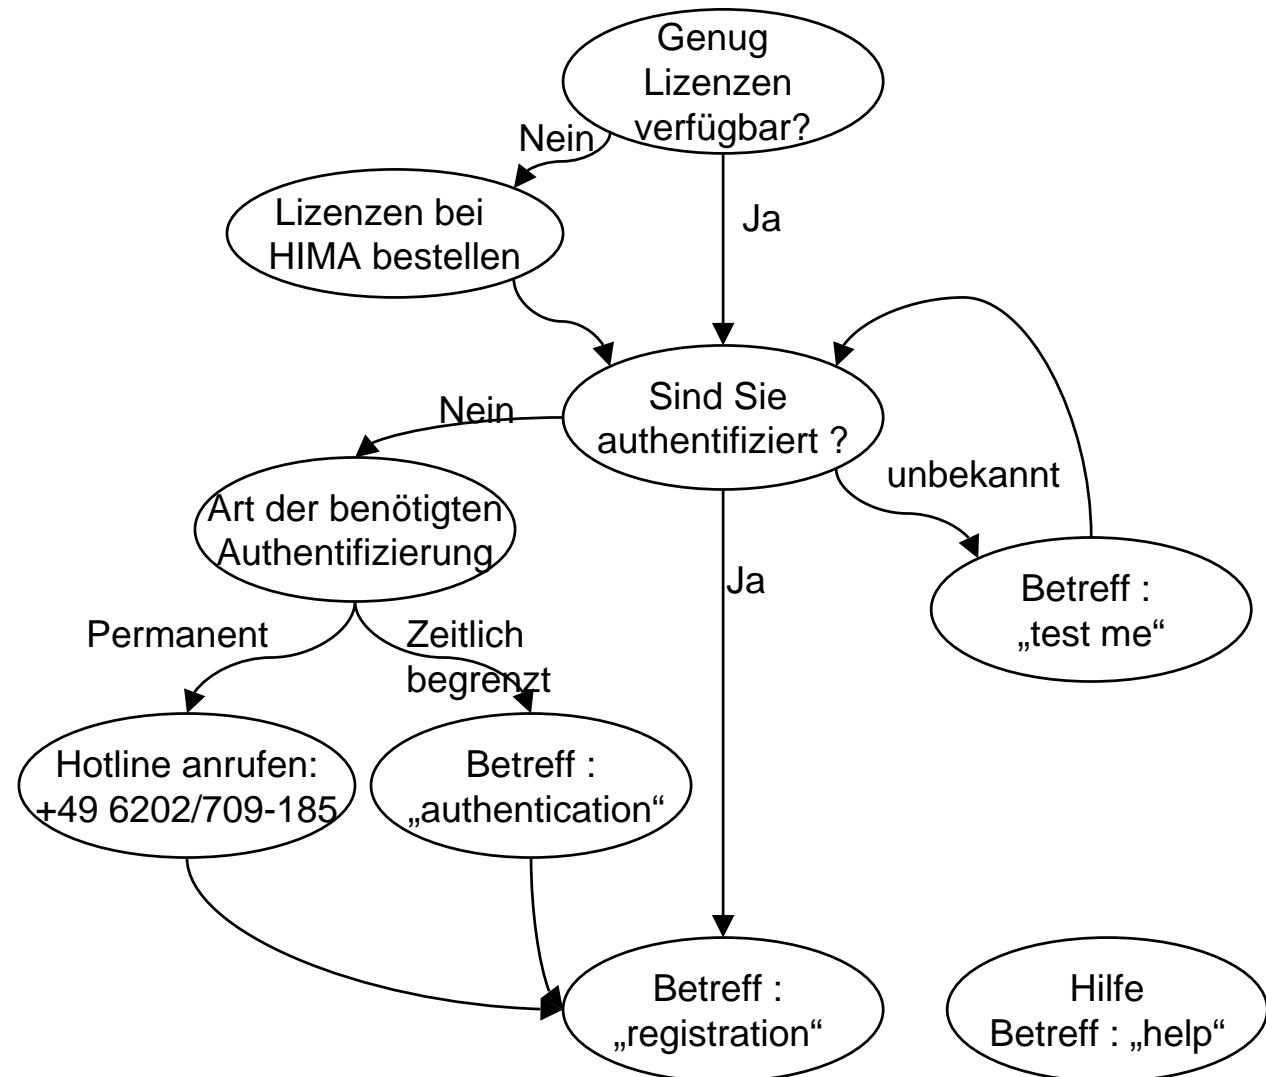 Genug
Lizenzen
verfügbar?
Nein
Lizenzen bei
HIMA bestellen
Ja
Sind Sie
authentifiziert ?
Nein
unbekannt
Art der benötigten
Authentifizierung
Ja
Betreff :
„test me“
Permanent
Zeitlich
begrenzt
Hotline anrufen:
+49 6202/709-185
Betreff :
„authentication“
Betreff :
„registration“
Hilfe
Betreff : „help“